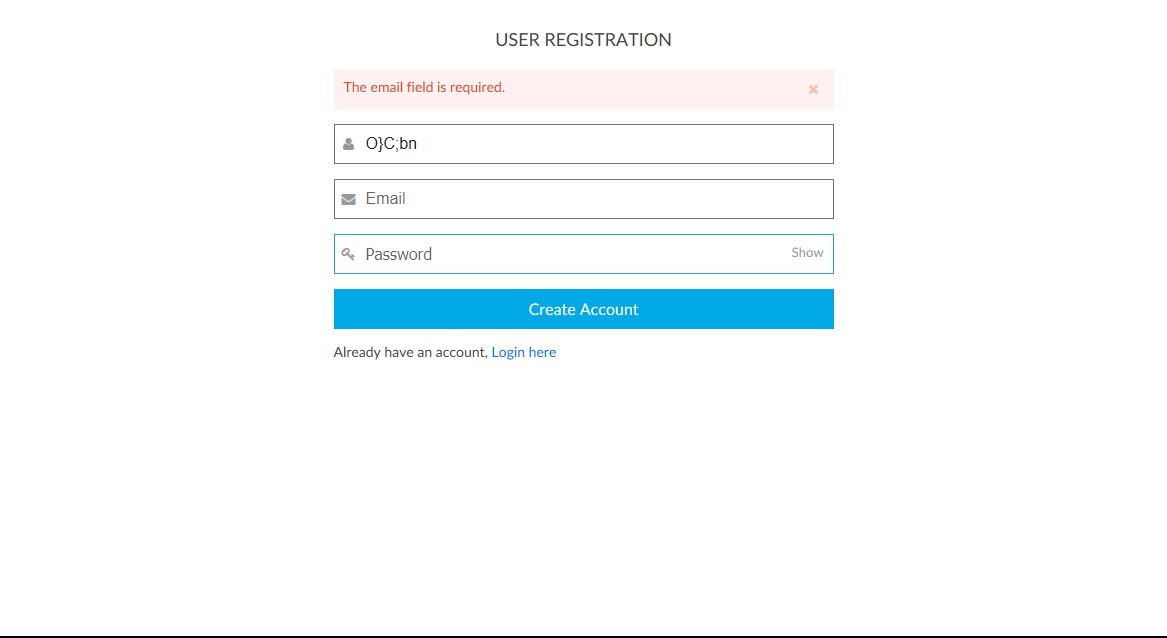 USER REGISTRATION
The email field is required.
O}C;bn
Email
Password Show
Create Account
Already have an account, Login here